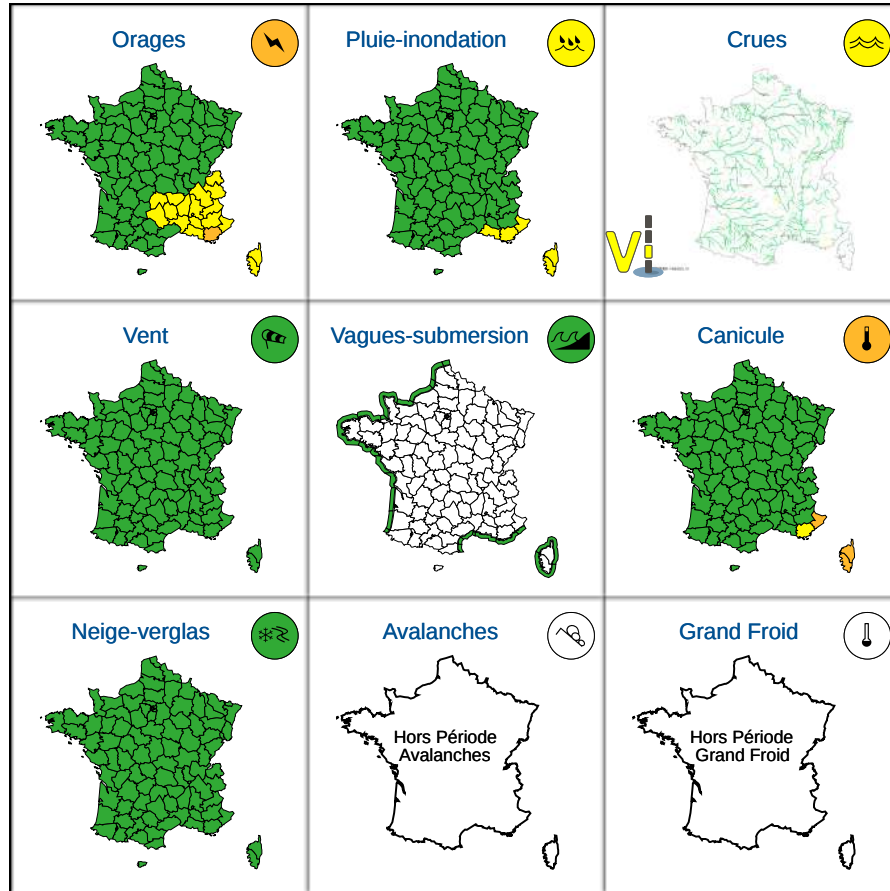 Orages
Pluie-inondation
Crues
Vi
Vent
Vagues-submersion
Canicule
Neige-verglas
Avalanches
Grand Froid
Hors Période
Avalanches
Hors Période
Grand Froid